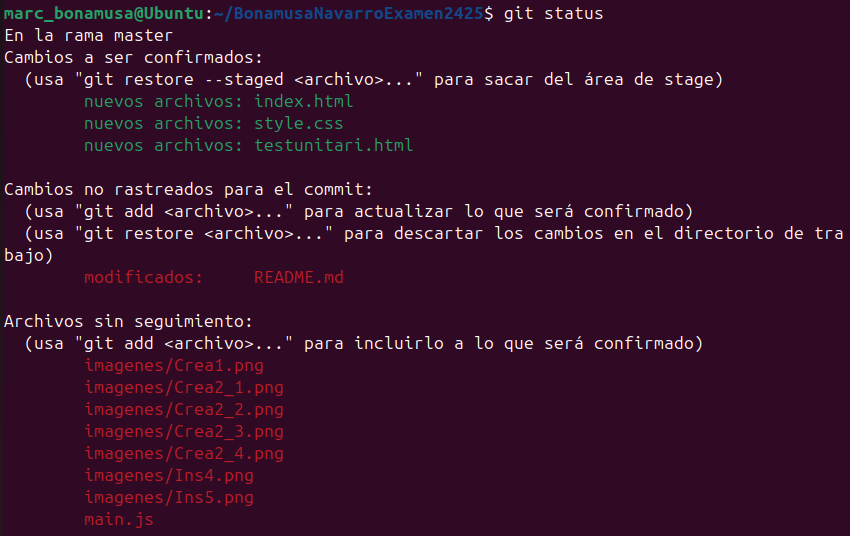 marc_bonamusa@Ubuntu:~/BonamusaNavarroExamen2425$ git status
En la rama master
Cambios a ser confirmados:
  (usa "git restore --staged <archivo>..." para sacar del área de stage)
        nuevos archivos: index.html
        nuevos archivos: style.css
        nuevos archivos: testunitari.html

Cambios no rastreados para el commit:
  (usa "git add <archivo>..." para actualizar lo que será confirmado)
  (usa "git restore <archivo>..." para descartar los cambios en el directorio de tra
bajo)
        modificados:     README.md

Archivos sin seguimiento:
  (usa "git add <archivo>..." para incluirlo a lo que será confirmado)
        imagenes/Crea1.png
        imagenes/Crea2_1.png
        imagenes/Crea2_2.png
        imagenes/Crea2_3.png
        imagenes/Crea2_4.png
        imagenes/Ins4.png
        imagenes/Ins5.png
        main.js